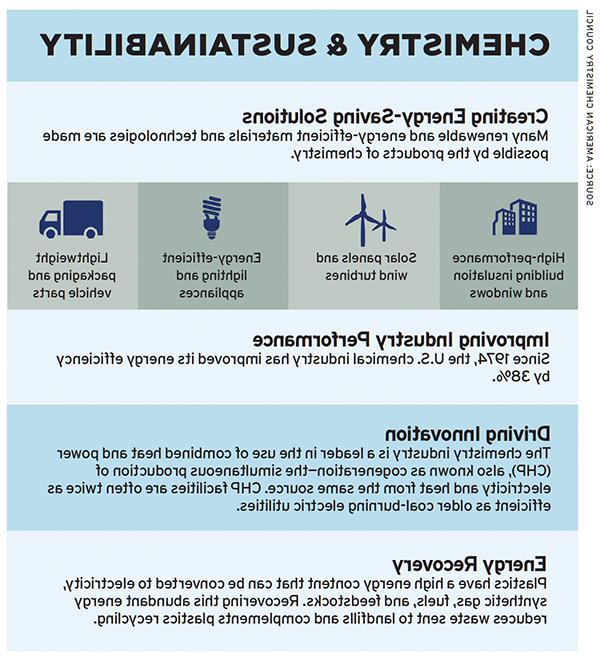 CHEMISTRY & SUSTAINABILITY
Creating Energy-Saving Solutions
Many renewable and energy-efficient materials and technologies are made
possible by the products of chemistry.
High-performance
building insulation
and windows
Solar panels and
wind turbines
Energy-efficient
lighting and
appliances
Lightweight
packaging and
vehicle parts
Improving Industry Performance
Since 1974, the U.S. chemical industry has improved its energy efficiency
by 38%.
Driving Innovation
The chemistry industry is a leader in the use of combined heat and power
(CHP), also known as cogeneration—the simultaneous production of
electricity and heat from the same source. CHP facilities are often twice as
efficient as older coal-burning electric utilities.
Energy Recovery
Plastics have a high energy content that can be converted to electricity,
synthetic gas, fuels, and feedstocks. Recovering this abundant energy
reduces waste sent to landfills and complements plastics recycling.
SOURCE: AMERICAN CHEMISTRY COUNCIL